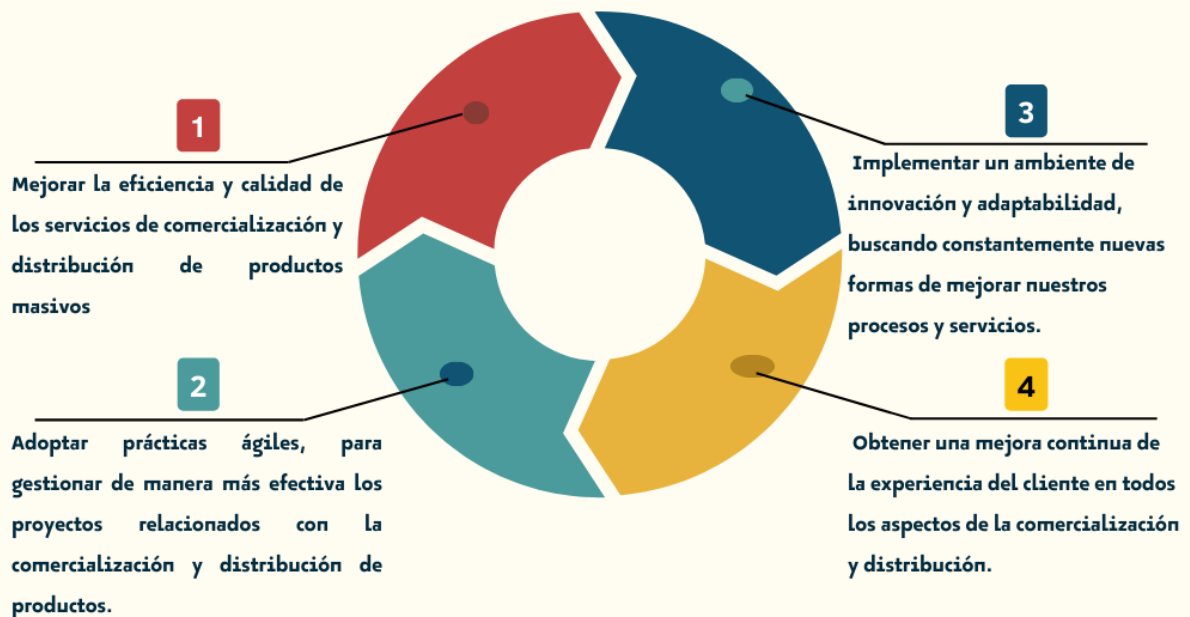 1
Mejorar la eficiencia y calidad de
los servicios de comercialización y
distribución de productos
masivos
2
Adoptar prácticas ágiles, para
gestionar de manera más efectiva los
proyectos relacionados con la
comercialización y distribución de
productos.
3
Implementar un ambiente de
innovación y adaptabilidad,
buscando constantemente nuevas
formas de mejorar nuestros
procesos y servicios.
4
Obtener una mejora continua de
la experiencia del cliente en todos
los aspectos de la comercialización
y distribución.